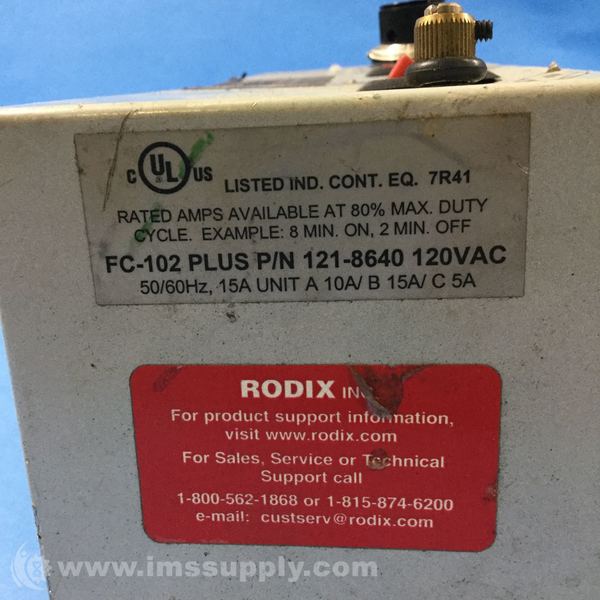 C UL US LISTED IND. CONT. EQ. 7R41
RATED AMPS AVAILABLE AT 80% MAX. DUTY
CYCLE. EXAMPLE: 8 MIN. ON, 2 MIN. OFF
FC-102 PLUS P/N 121-8640 120VAC
50/60Hz, 15A UNIT A 10A/ B 15A/ C 5A
RODIX INC.
For product support information,
visit www.rodix.com
For Sales, Service or Technical
Support call
1-800-562-1868 or 1-815-874-6200
e-mail: custserv@rodix.com
www.imssupply.com